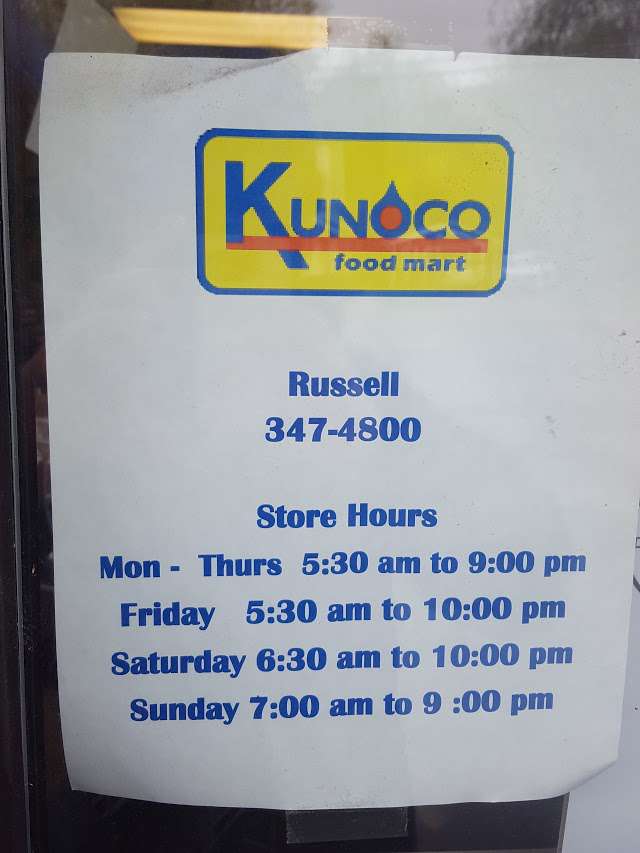 KUNOCO
food mart
Russell
347-4800
Store Hours
Mon - Thurs 5:30 am to 9:00 pm
Friday 5:30 am to 10:00 pm
Saturday 6:30 am to 10:00 pm
Sunday 7:00 am to 9 :00 pm